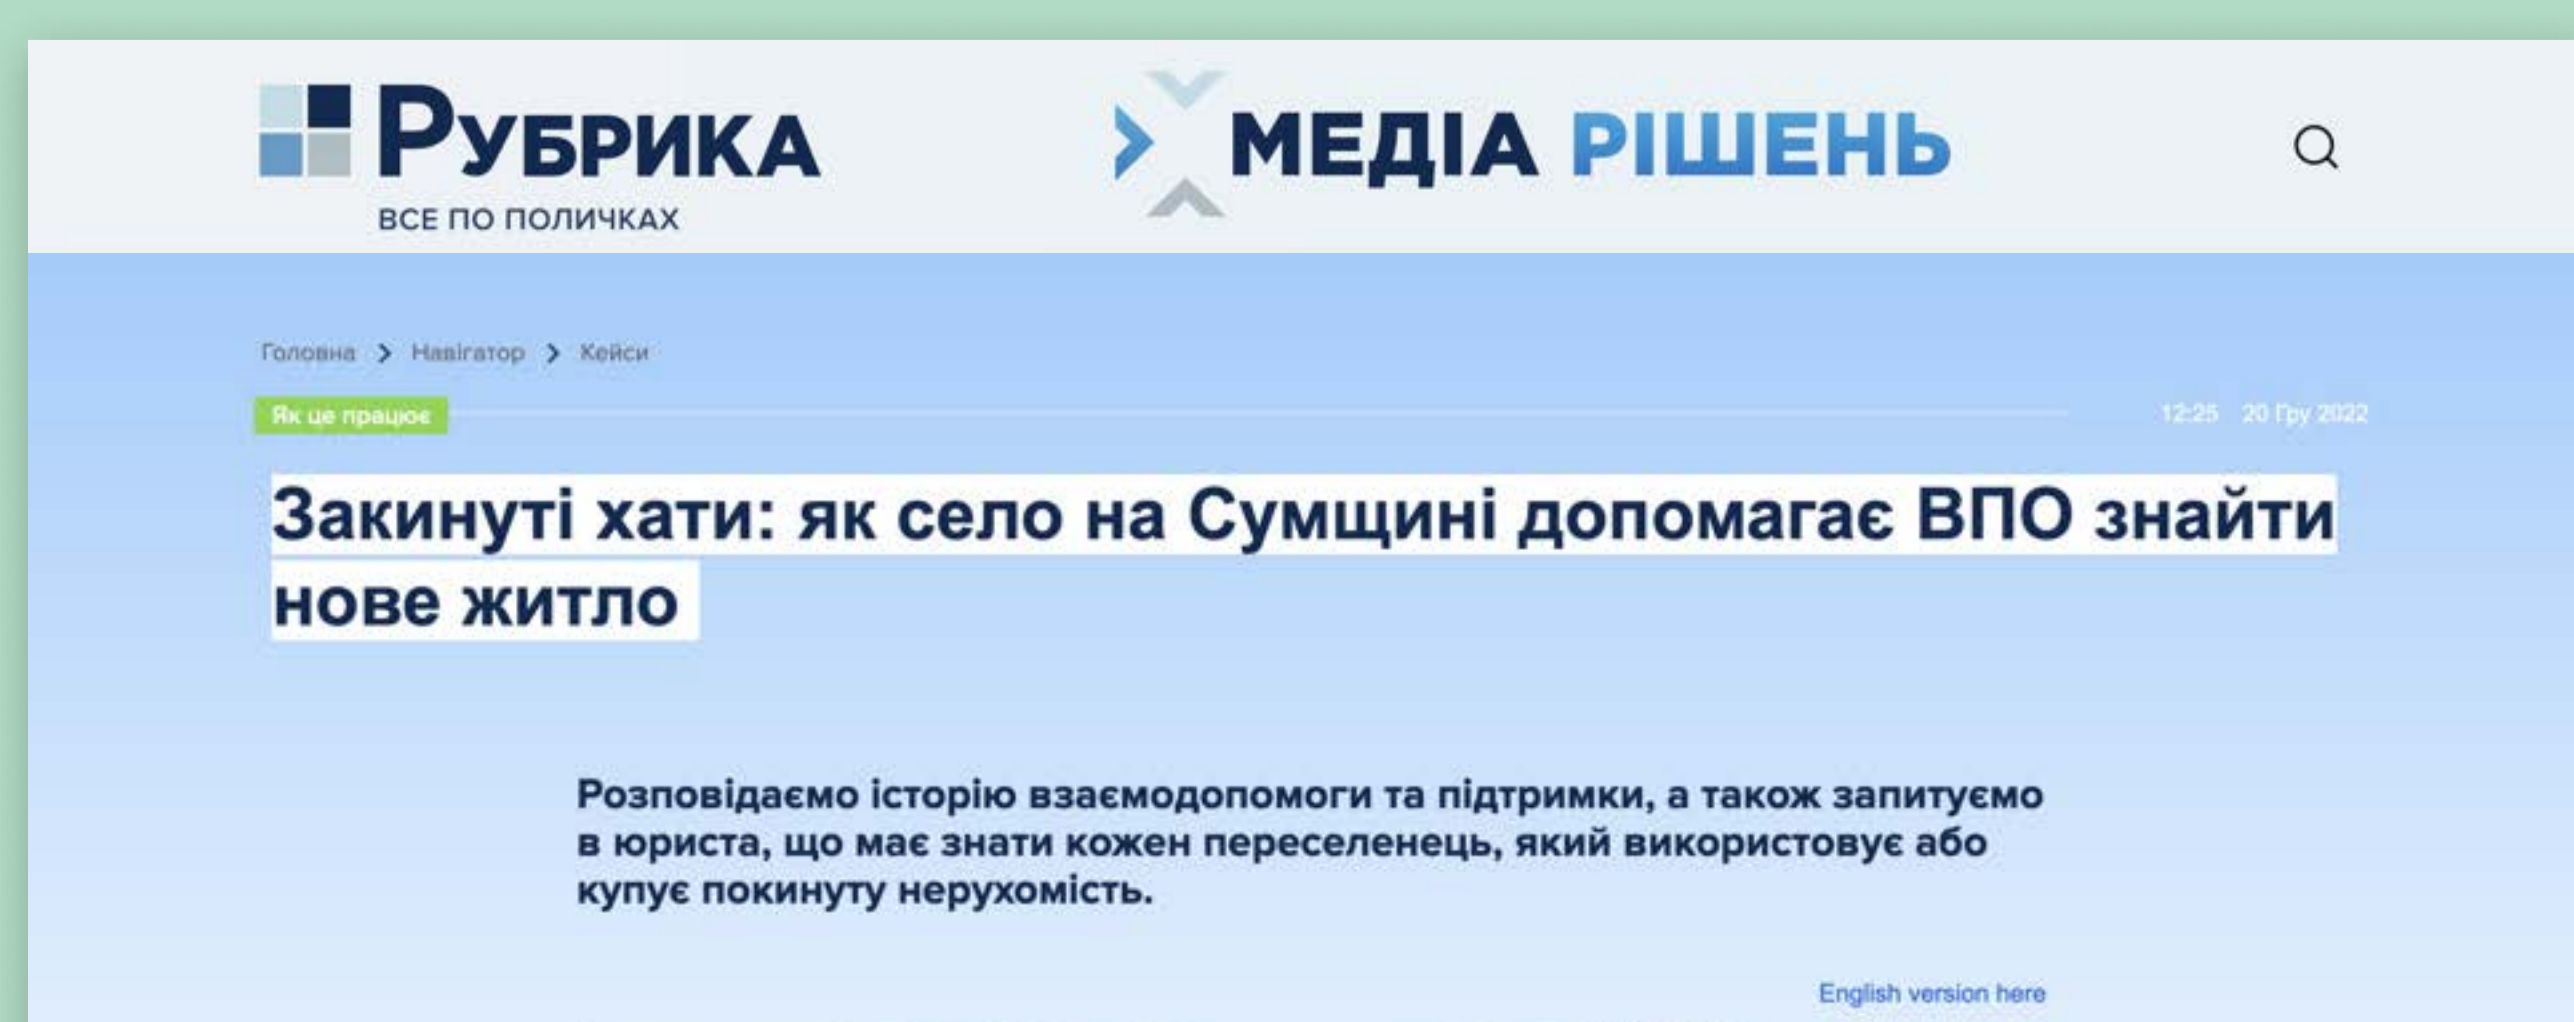 РУБРИКА
ВСЕ ПО ПОЛИЧКАХ
МЕДІА РІШЕНЬ
Головна > Навігатор > Кейси
Як це працює
12:25 20 Гру 2022
Закинуті хати: як село на Сумщині допомагає ВПО знайти
нове житло
Розповідаємо історію взаємодопомоги та підтримки, а також запитуємо
в юриста, що має знати кожен переселенець, який використовує або
купує покинуту нерухомість.
English version here